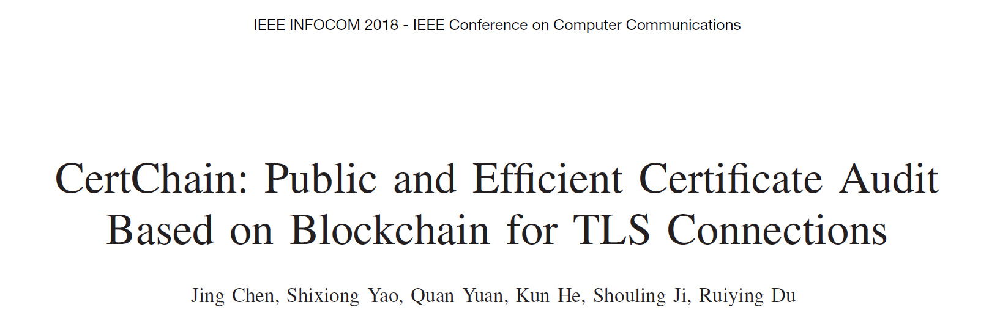 IEEE INFOCOM 2018 - IEEE Conference on Computer Communications
CertChain: Public and Efficient Certificate Audit
Based on Blockchain for TLS Connections
Jing Chen, Shixiong Yao, Quan Yuan, Kun He, Shouling Ji, Ruiying Du